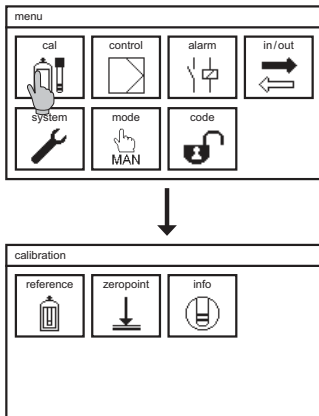 menu
cal control alarm in/out
system mode code
MAN
calibration
reference zeropoint info